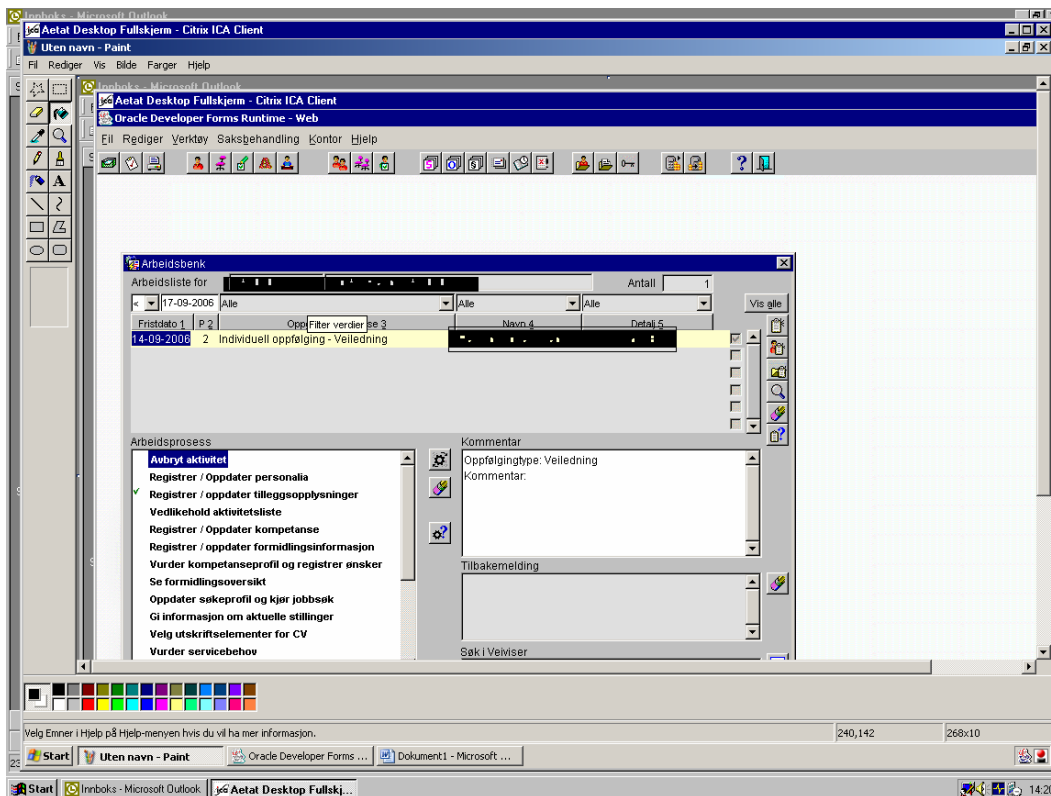 Innboks - Microsoft Outlook
Aetat Desktop Fullskjerm - Citrix ICA Client
Uten navn - Paint
Fil Rediger Vis Bilde Farger Hjelp
Innboks - Microsoft Outlook
Aetat Desktop Fullskjerm - Citrix ICA Client
Oracle Developer Forms Runtime - Web
Fil Rediger Verktøy Saksbehandling Kontor Hjelp
Arbeidsbenk
Arbeidsliste for Antall 1
< 17-09-2006 Alle Alle Alle Vis alle
Fristdato 1 P 2 Filter verdier se 3 Navn 4 Detalj 5
14-09-2006 2 Individuell oppfølging - Veiledning
Arbeidsprosess Kommentar
Avbryt aktivitet Oppfølgingtype: Veiledning
Registrer / Oppdater personalia Kommentar:
Registrer / oppdater tilleggsopplysninger
Vedlikehold aktivitetsliste
Registrer / Oppdater kompetanse
Registrer / oppdater formidlingsinformasjon
Vurder kompetanseprofil og registrer ønsker Tilbakemelding
Se formidlingsoversikt
Oppdater søkeprofil og kjør jobbsøk
Gi informasjon om aktuelle stillinger
Velg utskriftselementer for CV
Vurder servicebehov Søk i Veiviser
Velg Emner i Hjelp på Hjelp-menyen hvis du vil ha mer informasjon. 240,142 268x10
Start Uten navn - Paint Oracle Developer Forms ... Dokument1 - Microsoft ...
Start Innboks - Microsoft Outlook Aetat Desktop Fullskj... 14:20